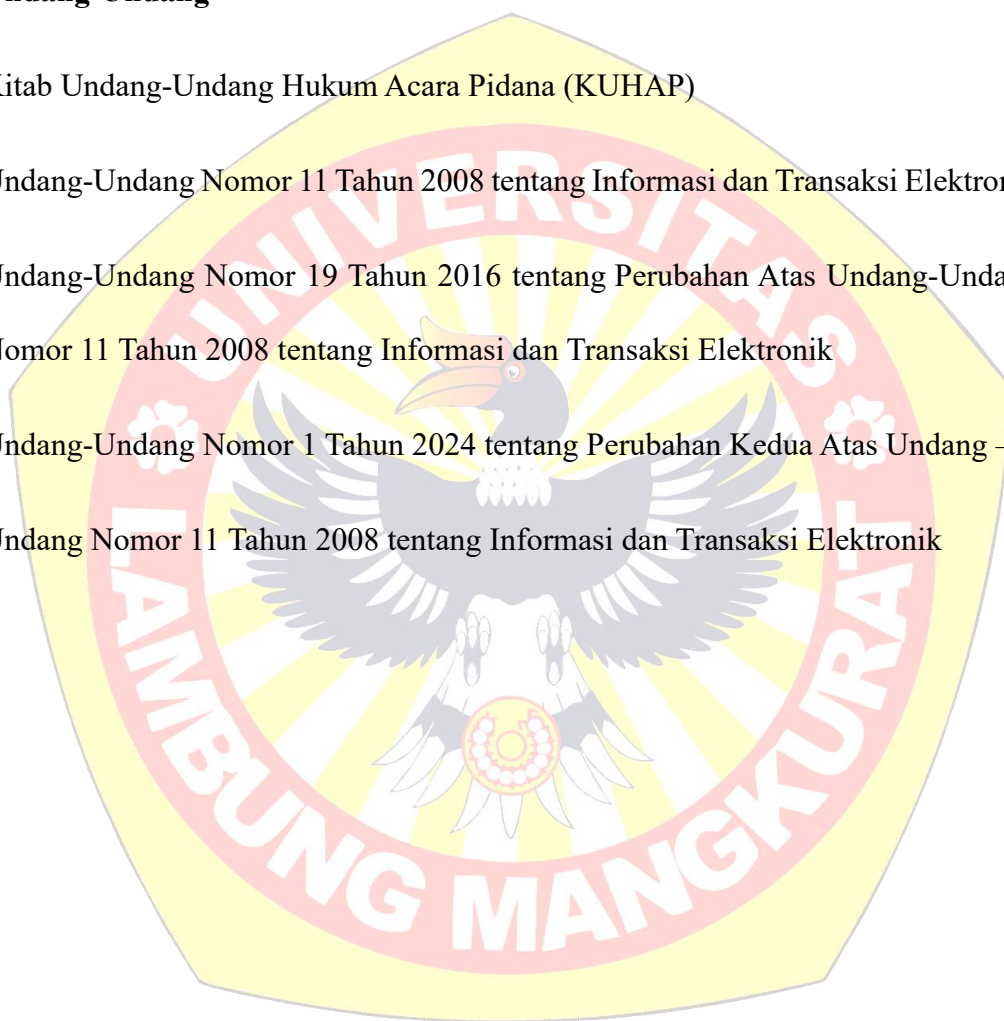 Undang-Undang
Kitab Undang-Undang Hukum Acara Pidana (KUHAP)
Undang-Undang Nomor 11 Tahun 2008 tentang Informasi dan Transaksi Elektron
Undang-Undang Nomor 19 Tahun 2016 tentang Perubahan Atas Undang-Unda
Nomor 11 Tahun 2008 tentang Informasi dan Transaksi Elektronik
Undang-Undang Nomor 1 Tahun 2024 tentang Perubahan Kedua Atas Undang –
Undang Nomor 11 Tahun 2008 tentang Informasi dan Transaksi Elektronik
UNIVERSITAS
LAMBUNG MANGKURAT